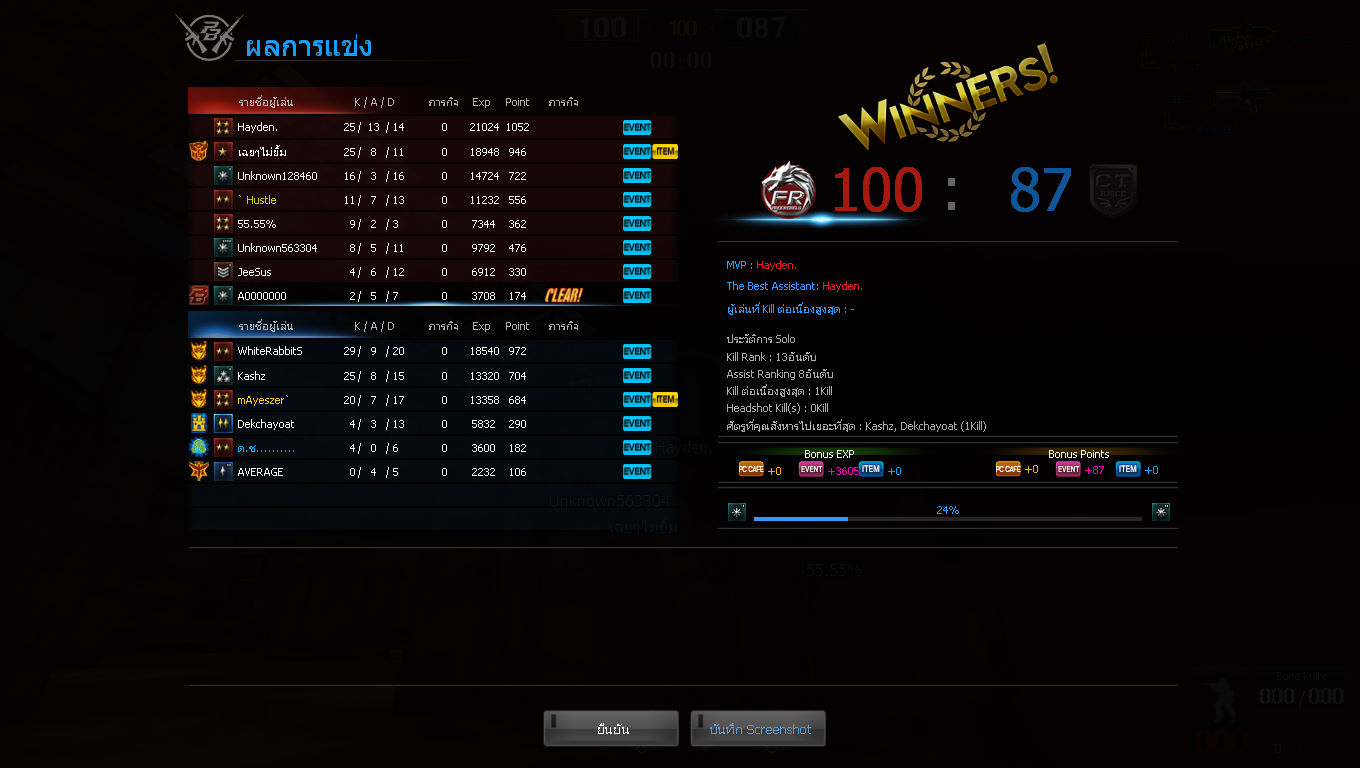 100 100 087
00:00
ผลการแข่ง
WINNERS!
FR 100 : 87 CT
รายชื่อผู้เล่น K / A / D ภารกิจ Exp Point ภารกิจ
Hayden. 25 / 13 / 14 0 21024 1052 EVENT
เฉยๆไม่ยิ้ม 25 / 8 / 11 0 18948 946 EVENT ITEM
Unknown128460 16 / 3 / 16 0 14724 722 EVENT
` Hustle 11 / 7 / 13 0 11232 556 EVENT
55.55% 9 / 2 / 3 0 7344 362 EVENT
Unknown563304 8 / 5 / 11 0 9792 476 EVENT
JeeSus 4 / 6 / 12 0 6912 330 EVENT
A0000000 2 / 5 / 7 0 3708 174 CLEAR! EVENT
รายชื่อผู้เล่น K / A / D ภารกิจ Exp Point ภารกิจ
WhiteRabbitS 29 / 9 / 20 0 18540 972 EVENT
Kashz 25 / 8 / 15 0 13320 704 EVENT
mAyeszer` 20 / 7 / 17 0 13358 684 EVENT ITEM
Dekchayoat 4 / 3 / 13 0 5832 290 EVENT
ด.ช.......... 4 / 0 / 6 0 3600 182 EVENT
AVERAGE 0 / 4 / 5 0 2232 106 EVENT
Hayden.
Unknown563304
เฉยๆไม่ยิ้ม
55.55%
MVP : Hayden.
The Best Assistant: Hayden.
ผู้เล่นที่ Kill ต่อเนื่องสูงสุด : -
ประวัติการ Solo
Kill Rank : 13อันดับ
Assist Ranking 8อันดับ
Kill ต่อเนื่องสูงสุด : 1Kill
Headshot Kill(s) : 0Kill
ศัตรูที่คุณสังหารไปเยอะที่สุด : Kashz, Dekchayoat (1Kill)
Bonus EXP Bonus Points
PC CAFE +0 EVENT +3605 ITEM +0 PC CAFE +0 EVENT +87 ITEM +0
24%
000 / 000
ยืนยัน บันทึก Screenshot